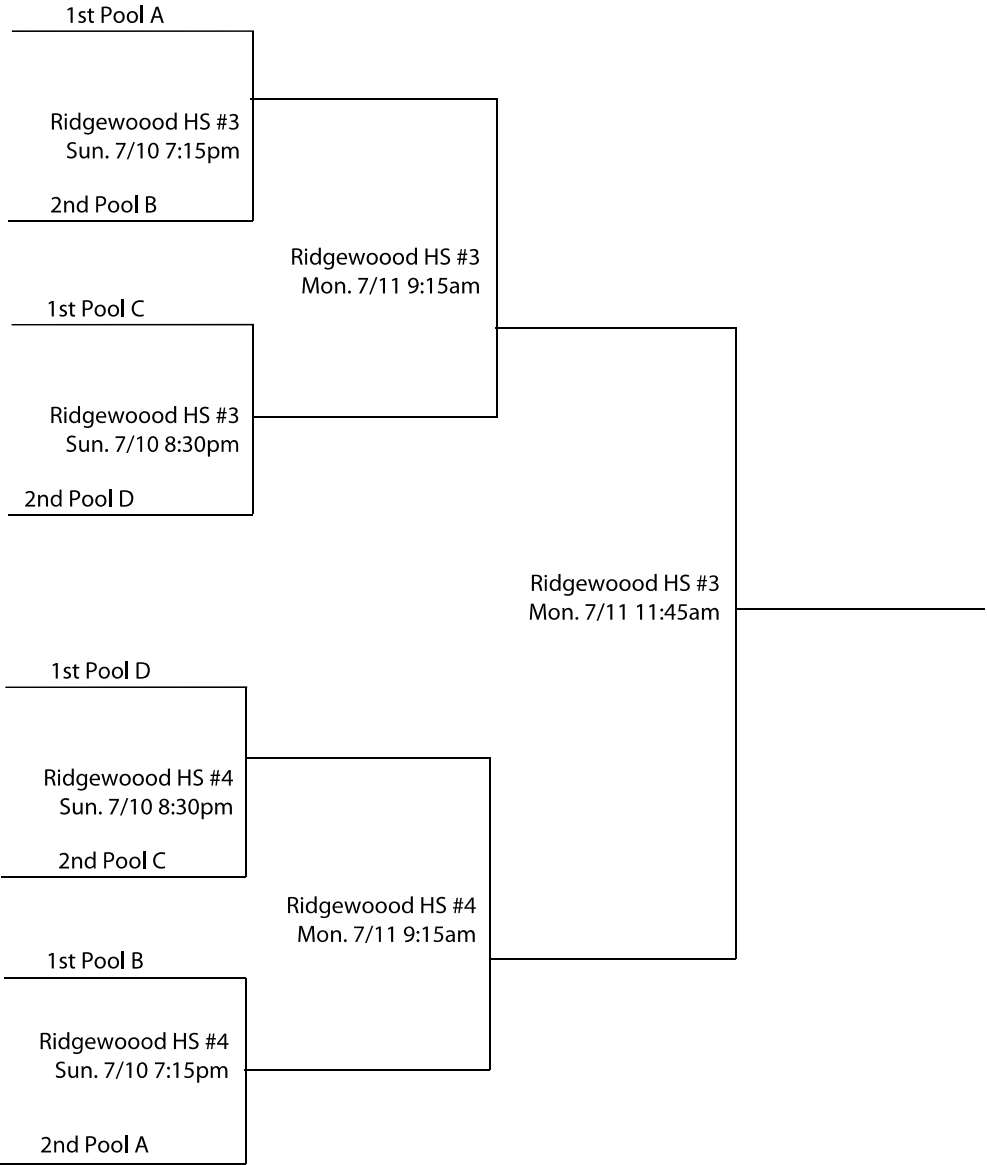 1st Pool A
Ridgewoood HS #3
Sun. 7/10 7:15pm
2nd Pool B
Ridgewoood HS #3
Mon. 7/11 9:15am
1st Pool C
Ridgewoood HS #3
Sun. 7/10 8:30pm
2nd Pool D
Ridgewoood HS #3
Mon. 7/11 11:45am
1st Pool D
Ridgewoood HS #4
Sun. 7/10 8:30pm
2nd Pool C
Ridgewoood HS #4
Mon. 7/11 9:15am
1st Pool B
Ridgewoood HS #4
Sun. 7/10 7:15pm
2nd Pool A